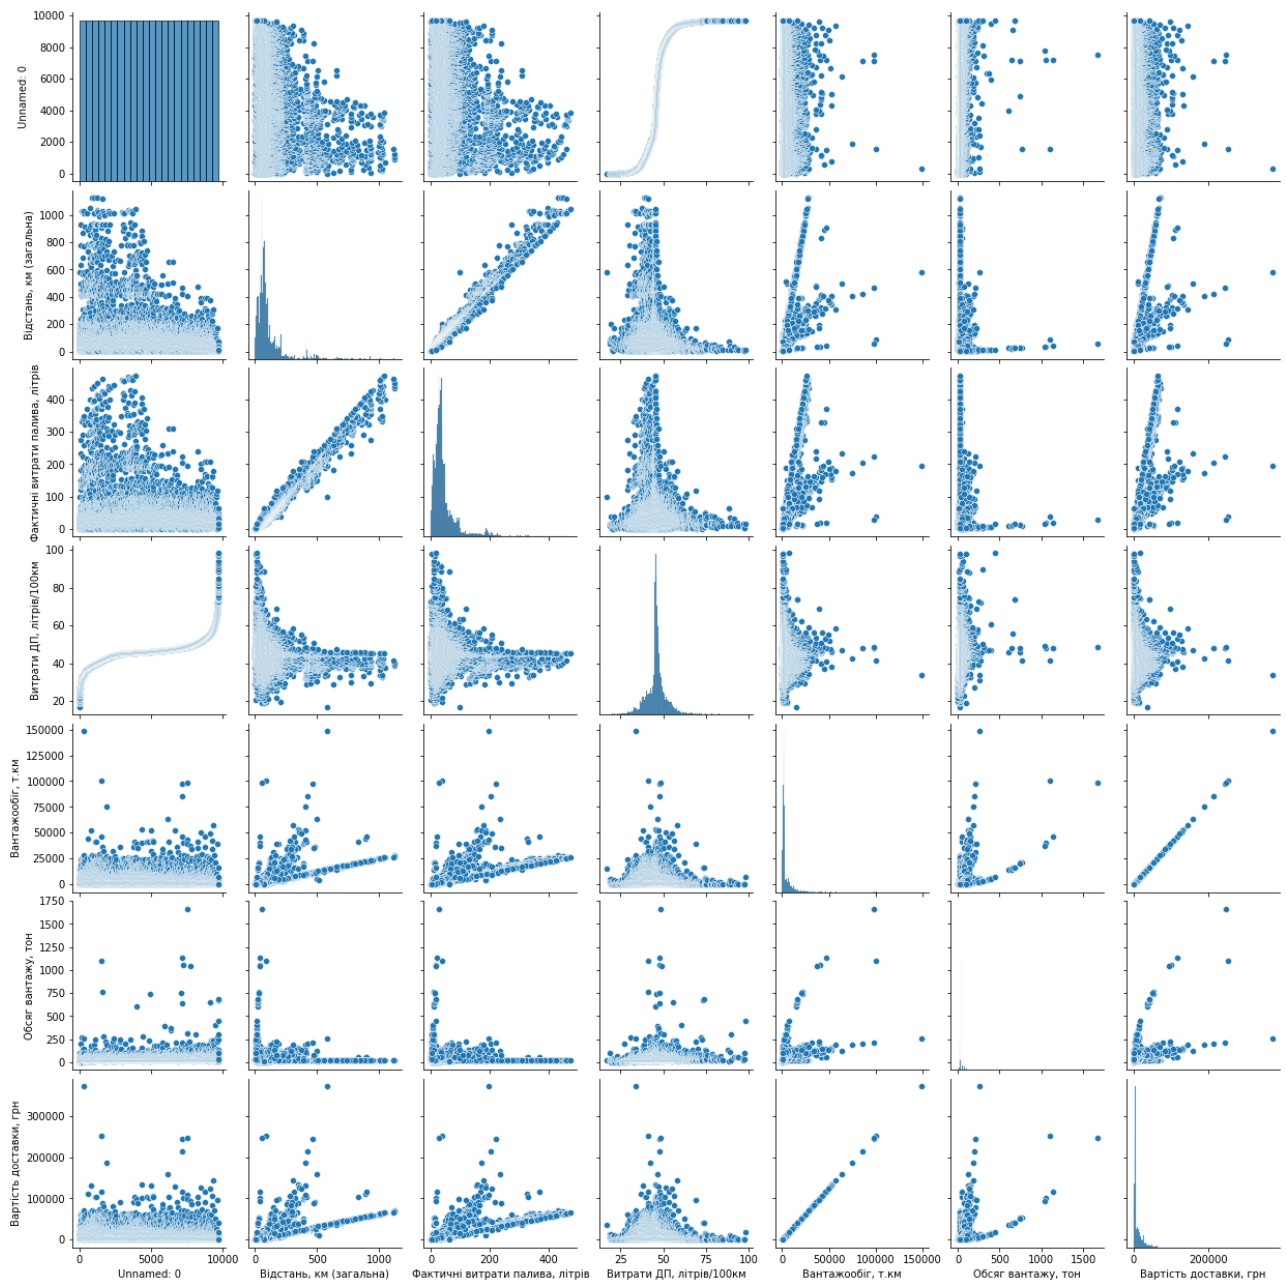 10000
8000
6000
4000
2000
0
Unnamed: 0
1000
800
600
400
200
0
Відстань, км (загальна)
400
300
200
100
0
Фактичні витрати палива, літрів
100
80
60
40
20
Витрати ДП, літрів/100км
150000
125000
100000
75000
50000
25000
0
Вантажообіг, т.км
1750
1500
1250
1000
750
500
250
0
Обсяг вантажу, тон
300000
200000
100000
0
Вартість доставки, грн
0 5000 10000
0 500 1000
0 200 400
25 50 75 100
0 50000 100000 150000
0 500 1000 1500
0 200000
Unnamed: 0
Відстань, км (загальна)
Фактичні витрати палива, літрів
Витрати ДП, літрів/100км
Вантажообіг, т.км
Обсяг вантажу, тон
Вартість доставки, грн